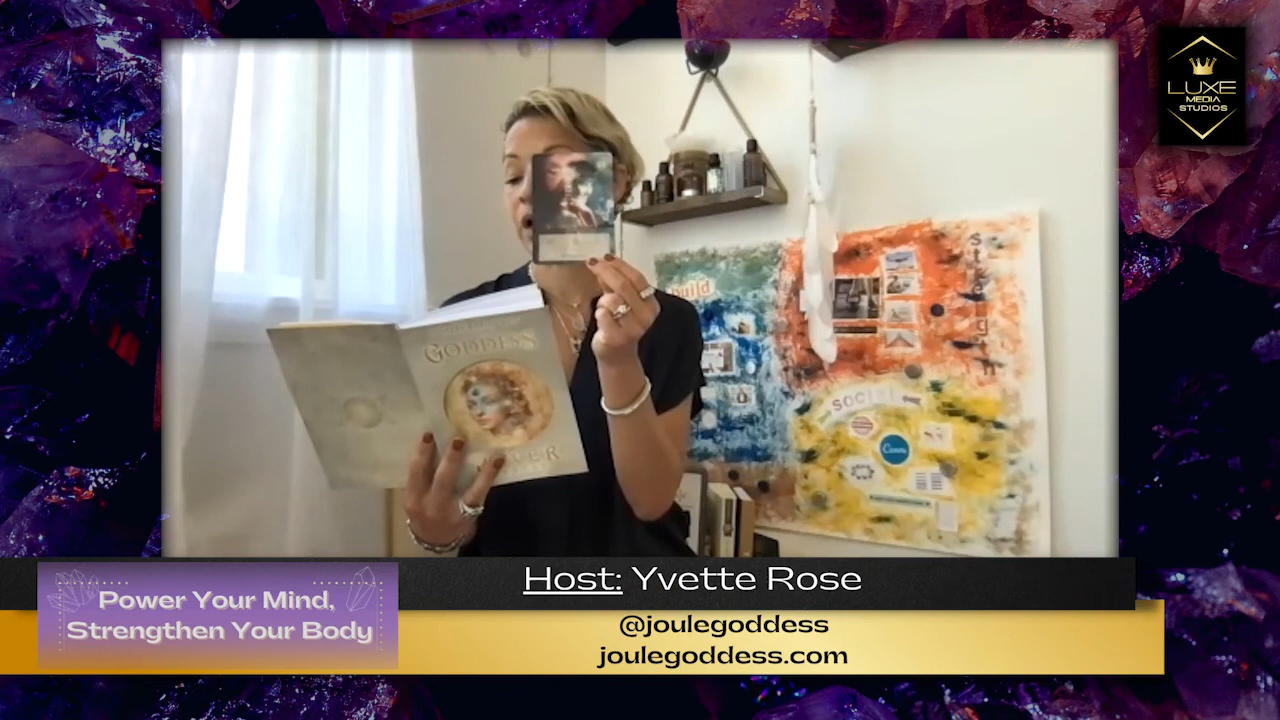 LUXE
MEDIA
STUDIOS
build
GODDESS
SOCIAL
Canva
Host: Yvette Rose
@joulegoddess
joulegoddess.com
Power Your Mind,
Strengthen Your Body